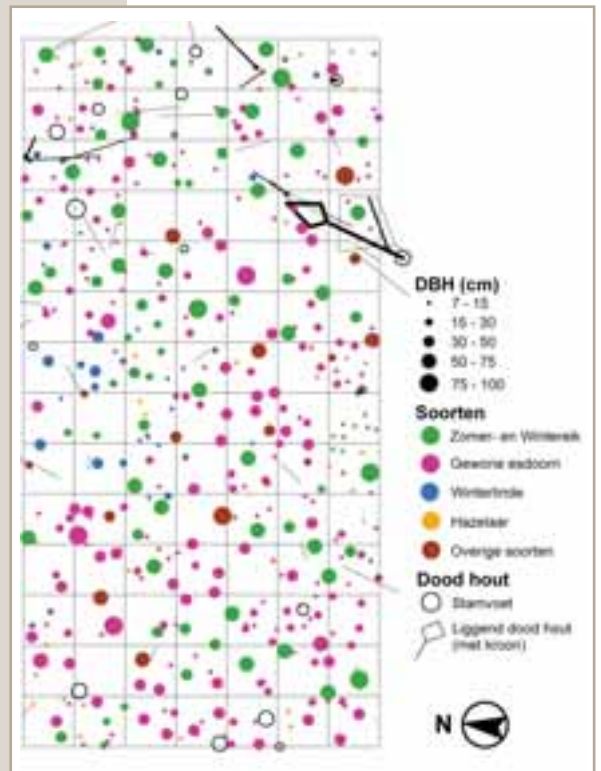 DBH (cm)
7 - 15
15 - 30
30 - 50
50 - 75
75 - 100
Soorten
Zomer- en Wintereik
Gewone esdoorn
Winterlinde
Hazelaar
Overige soorten
Dood hout
Stamvoet
Liggend dood hout
(met kroon)
N